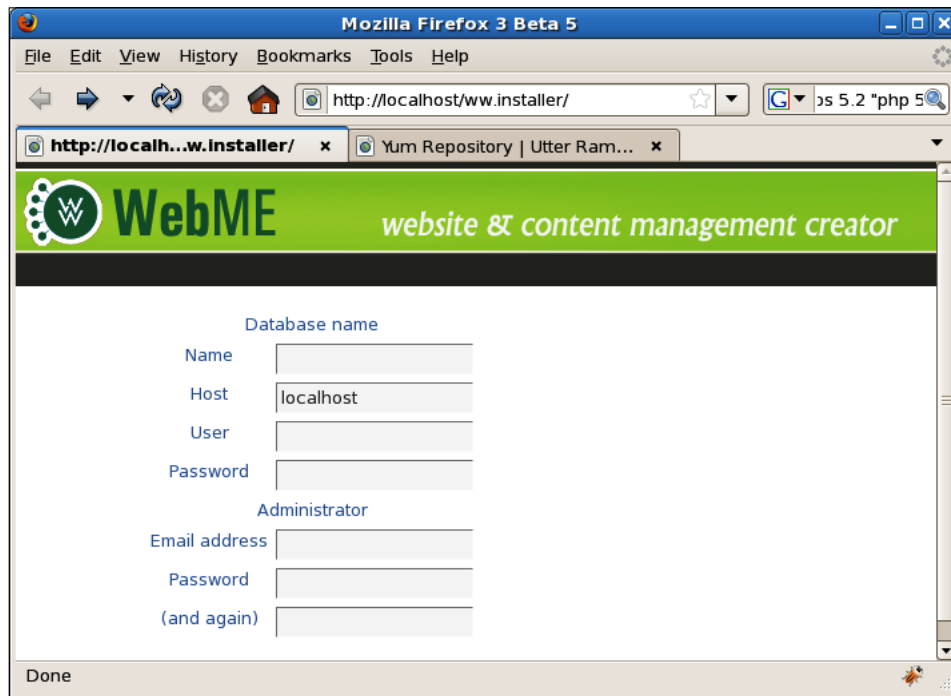 Mozilla Firefox 3 Beta 5
File Edit View History Bookmarks Tools Help
http://localhost/ww.installer/ G os 5.2 "php 5
http://localh...w.installer/ Yum Repository | Utter Ram...
W WebME website & content management creator
Database name
Name
Host localhost
User
Password
Administrator
Email address
Password
(and again)
Done